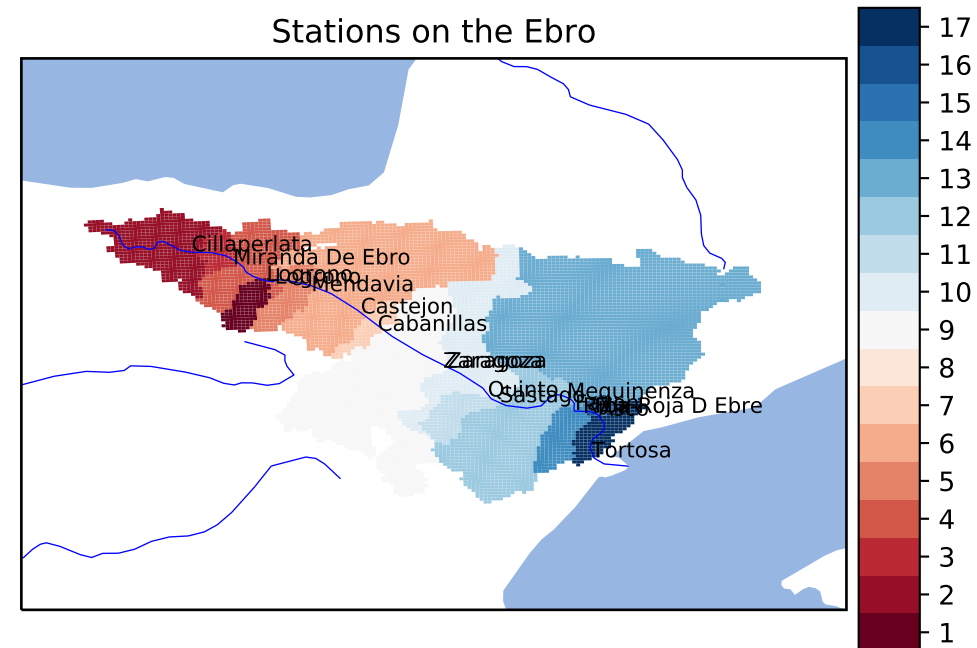 Stations on the Ebro
Cillaperlata
Miranda De Ebro
Logrono
Mendavia
Castejon
Cabanillas
Zaragoza
Quinto
Mequinenza
Sastago
Roja D Ebre
Tortosa
17
16
15
14
13
12
11
10
9
8
7
6
5
4
3
2
1